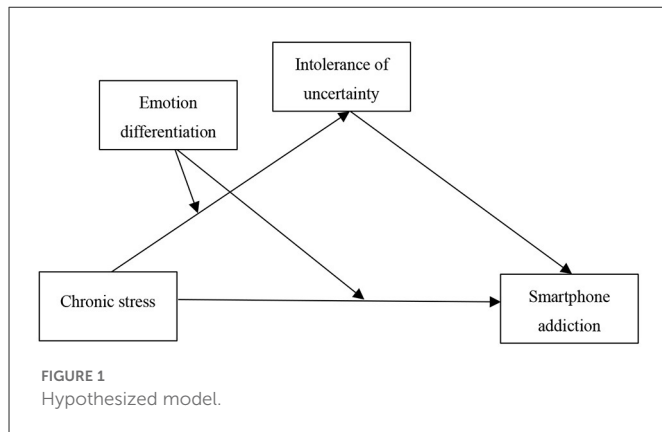 Intolerance of
uncertainty
Emotion
differentiation
Chronic stress
Smartphone
addiction
FIGURE 1
Hypothesized model.